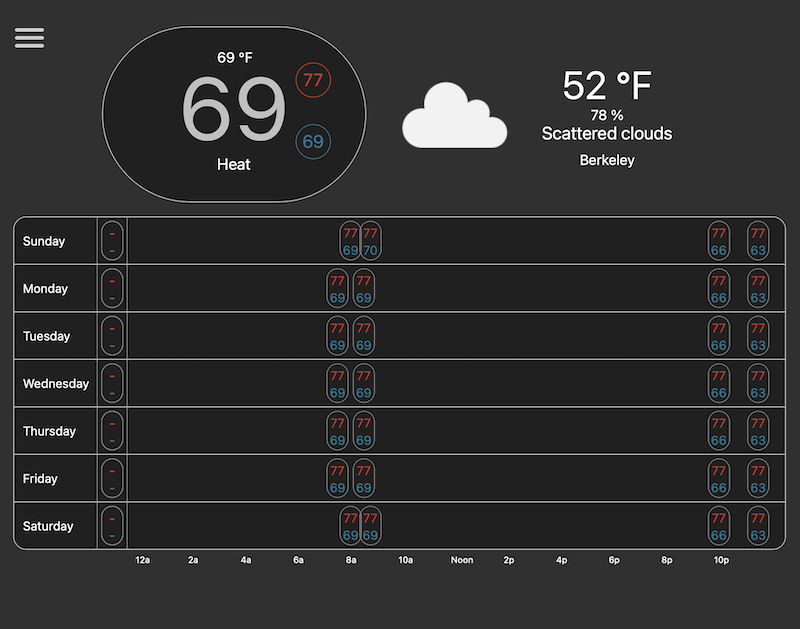 69 °F
69
77
69
Heat
52 °F
78 %
Scattered clouds
Berkeley
Sunday - 77 77 77 77
- 69 70 66 63
Monday - 77 77 77 77
- 69 69 66 63
Tuesday - 77 77 77 77
- 69 69 66 63
Wednesday - 77 77 77 77
- 69 69 66 63
Thursday - 77 77 77 77
- 69 69 66 63
Friday - 77 77 77 77
- 69 69 66 63
Saturday - 77 77 77 77
- 69 69 66 63
12a 2a 4a 6a 8a 10a Noon 2p 4p 6p 8p 10p